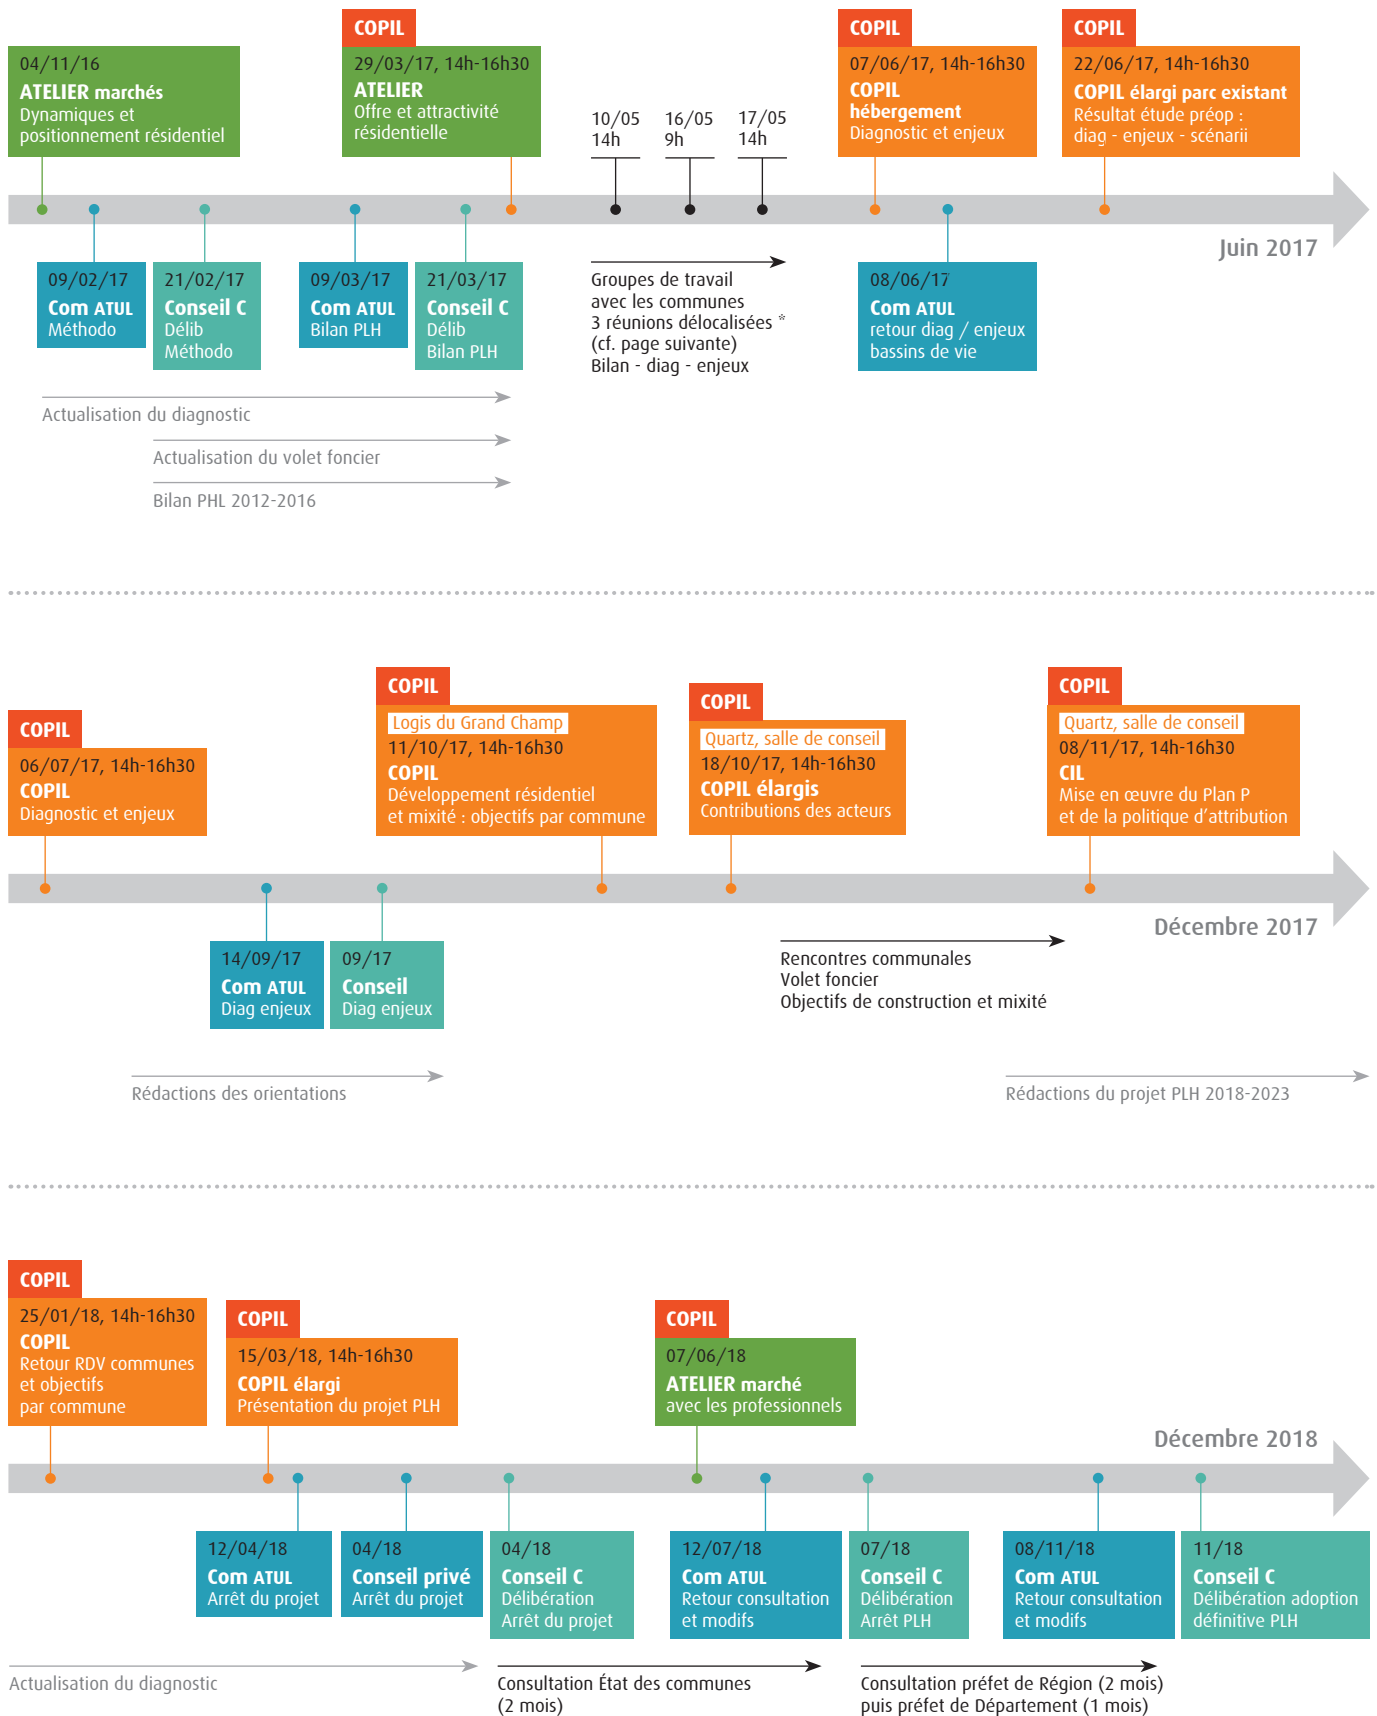 COPIL
COPIL
COPIL
04/11/16
ATELIER marchés
Dynamiques et
positionnement résidentiel
29/03/17, 14h-16h30
ATELIER
Offre et attractivité
résidentielle
10/05
14h
16/05
9h
17/05
14h
07/06/17, 14h-16h30
COPIL
hébergement
Diagnostic et enjeux
22/06/17, 14h-16h30
COPIL élargi parc existant
Résultat étude préop :
diag - enjeux - scénarii
Juin 2017
09/02/17
Com ATUL
Méthodo
21/02/17
Conseil C
Délib
Méthodo
09/03/17
Com ATUL
Bilan PLH
21/03/17
Conseil C
Délib
Bilan PLH
Groupes de travail
avec les communes
3 réunions délocalisées *
(cf. page suivante)
Bilan - diag - enjeux
08/06/17
Com ATUL
retour diag / enjeux
bassins de vie
Actualisation du diagnostic
Actualisation du volet foncier
Bilan PHL 2012-2016
COPIL
06/07/17, 14h-16h30
COPIL
Diagnostic et enjeux
COPIL
Logis du Grand Champ
11/10/17, 14h-16h30
COPIL
Développement résidentiel
et mixité : objectifs par commune
COPIL
Quartz, salle de conseil
18/10/17, 14h-16h30
COPIL élargis
Contributions des acteurs
COPIL
Quartz, salle de conseil
08/11/17, 14h-16h30
CIL
Mise en œuvre du Plan P
et de la politique d'attribution
Décembre 2017
14/09/17
Com ATUL
Diag enjeux
09/17
Conseil
Diag enjeux
Rencontres communales
Volet foncier
Objectifs de construction et mixité
Rédactions des orientations
Rédactions du projet PLH 2018-2023
COPIL
25/01/18, 14h-16h30
COPIL
Retour RDV communes
et objectifs
par commune
COPIL
15/03/18, 14h-16h30
COPIL élargi
Présentation du projet PLH
COPIL
07/06/18
ATELIER marché
avec les professionnels
Décembre 2018
12/04/18
Com ATUL
Arrêt du projet
04/18
Conseil privé
Arrêt du projet
04/18
Conseil C
Délibération
Arrêt du projet
12/07/18
Com ATUL
Retour consultation
et modifs
07/18
Conseil C
Délibération
Arrêt PLH
08/11/18
Com ATUL
Retour consultation
et modifs
11/18
Conseil C
Délibération adoption
définitive PLH
Actualisation du diagnostic
Consultation État des communes
(2 mois)
Consultation préfet de Région (2 mois)
puis préfet de Département (1 mois)